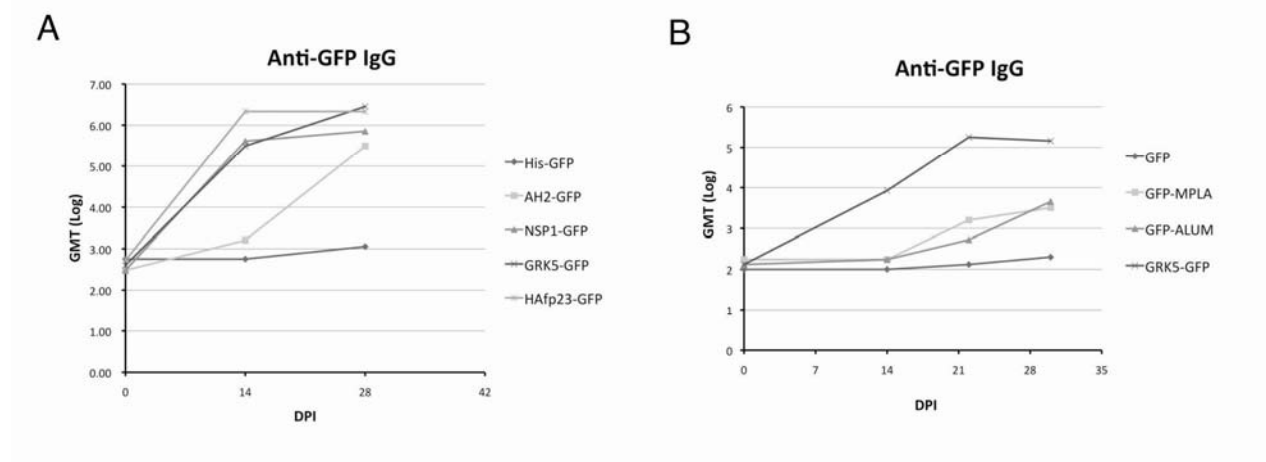 A
Anti-GFP IgG
7.00
6.00
5.00
4.00
3.00
2.00
1.00
0.00
GMT (Log)
0 14 28 42
DPI
His-GFP
AH2-GFP
NSP1-GFP
GRK5-GFP
HAfp23-GFP
B
Anti-GFP IgG
6
5
4
3
2
1
0
GMT (Log)
0 7 14 21 28 35
DPI
GFP
GFP-MPLA
GFP-ALUM
GRK5-GFP